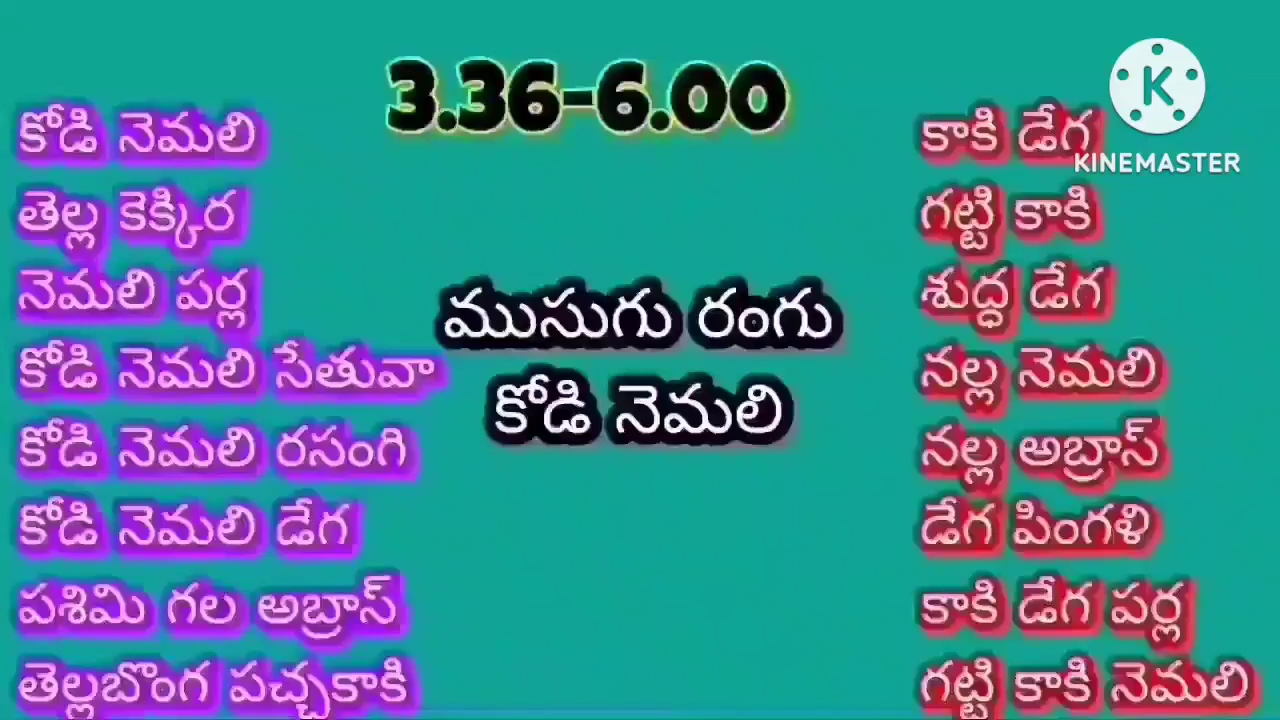 3.36-6.00
KINEMASTER
కోడి నెమలి
తెల్ల కెక్కిర
నెమలి పర్ల
కోడి నెమలి సేతువా
కోడి నెమలి రసంగి
కోడి నెమలి డేగ
పశిమి గల అబ్రాస్
తెల్లబొంగ పచ్చకాకి
ముసుగు రంగు
కోడి నెమలి
కాకి డేగ
గట్టి కాకి
శుద్ధ డేగ
నల్ల నెమలి
నల్ల అబ్రాస్
డేగ పింగళి
కాకి డేగ పర్ల
గట్టి కాకి నెమలి